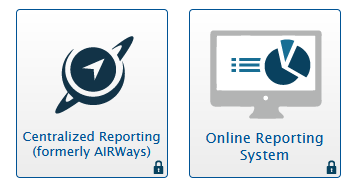 Centralized Reporting
(formerly AIRWays)
Online Reporting
System